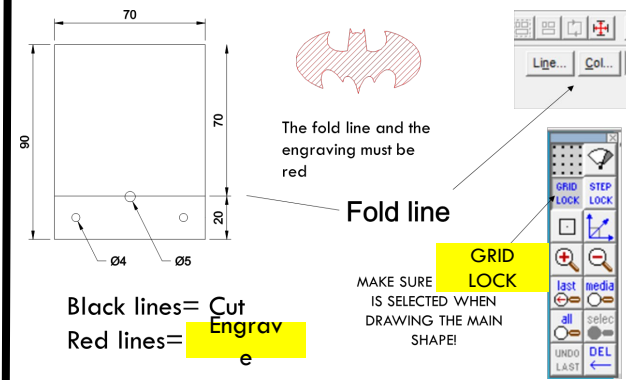 70
90
70
20
Ø4
Ø5
The fold line and the
engraving must be
red
Line...
Col...
Fold line
GRID
LOCK
STEP
LOCK
last
media
all
selec
UNDO
LAST
DEL
MAKE SURE GRID
LOCK
IS SELECTED WHEN
DRAWING THE MAIN
SHAPE!
Black lines= Cut
Red lines= Engrav
e